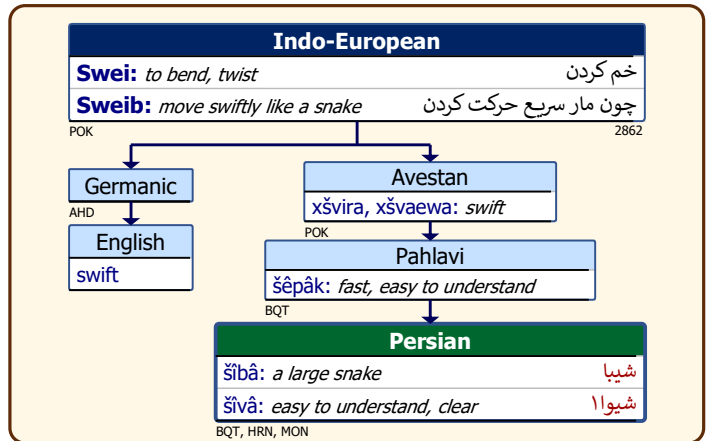 Indo-European
Swei: to bend, twist خم کردن
Sweib: move swiftly like a snake چون مار سریع حرکت کردن
POK 2862
Germanic
AHD
English
swift
Avestan
xšvira, xšvaewa: swift
POK
Pahlavi
šêpâk: fast, easy to understand
BQT
Persian
šîbâ: a large snake شیبا
šîvâ: easy to understand, clear شیوا۱
BQT, HRN, MON